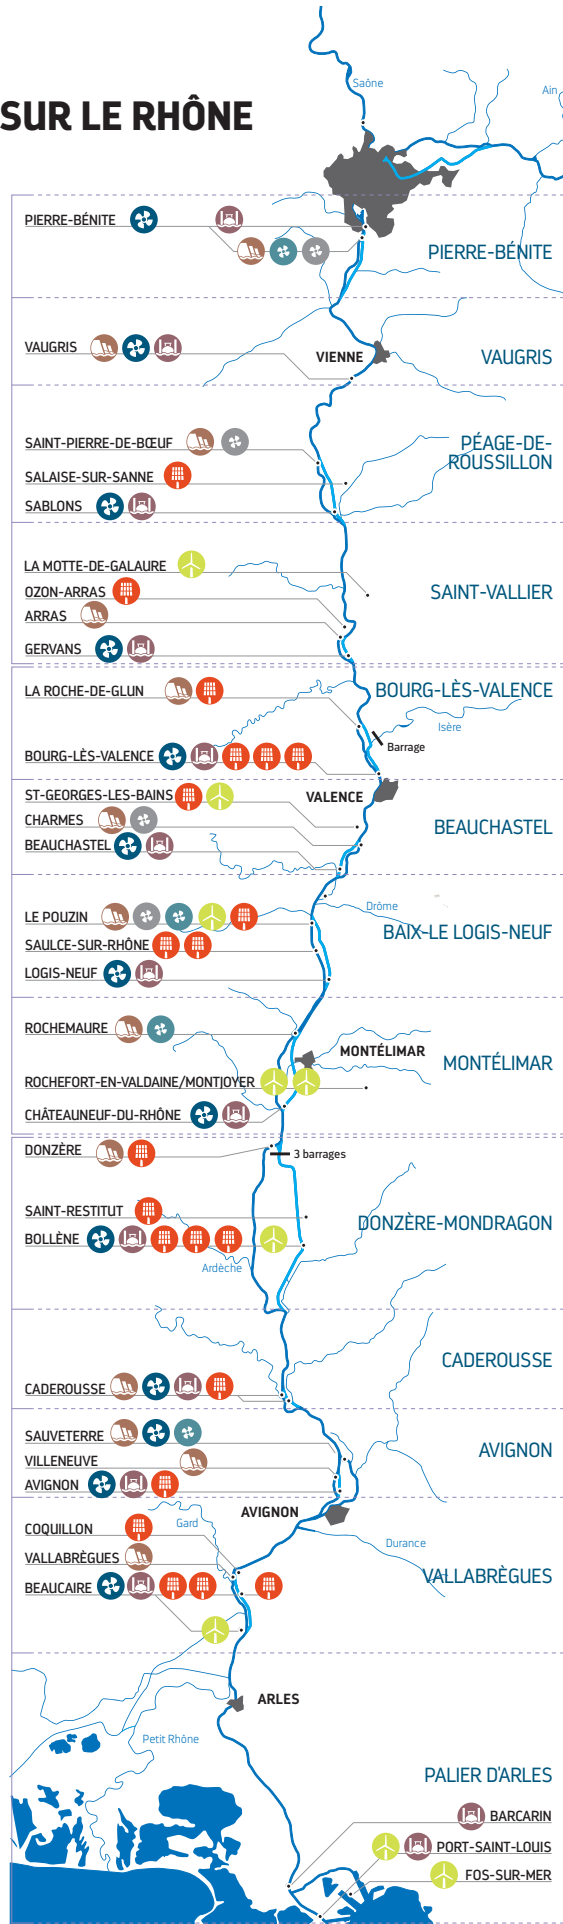 Saône
Ain
SUR LE RHÔNE
PIERRE-BÉNITE
PIERRE-BÉNITE
VAUGRIS
VIENNE
VAUGRIS
SAINT-PIERRE-DE-BŒUF
PÉAGE-DE-
ROUSSILLON
SALAISE-SUR-SANNE
SABLONS
LA MOTTE-DE-GALAURE
OZON-ARRAS
SAINT-VALLIER
ARRAS
GERVANS
LA ROCHE-DE-GLUN
BOURG-LÈS-VALENCE
Isère
Barrage
BOURG-LÈS-VALENCE
ST-GEORGES-LES-BAINS
VALENCE
CHARMES
BEAUCHASTEL
BEAUCHASTEL
Drôme
LE POUZIN
BAIX-LE LOGIS-NEUF
SAULCE-SUR-RHÔNE
LOGIS-NEUF
ROCHEMAURE
MONTÉLIMAR
MONTÉLIMAR
ROCHEFORT-EN-VALDAINE/MONTJOYER
CHÂTEAUNEUF-DU-RHÔNE
DONZÈRE
3 barrages
SAINT-RESTITUT
DONZÈRE-MONDRAGON
BOLLÈNE
Ardèche
CADEROUSSE
CADEROUSSE
SAUVETERRE
AVIGNON
VILLENEUVE
AVIGNON
AVIGNON
COQUILLON
Gard
Durance
VALLABRÈGUES
VALLABRÈGUES
BEAUCAIRE
ARLES
Petit Rhône
PALIER D'ARLES
BARCARIN
PORT-SAINT-LOUIS
FOS-SUR-MER